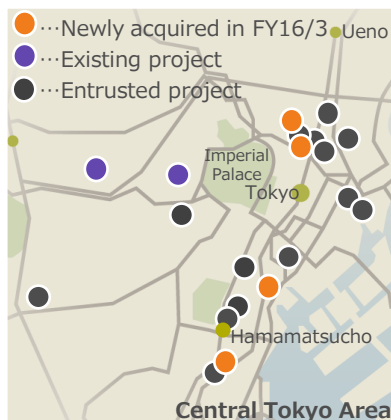 …Newly acquired in FY16/3
Ueno
…Existing project
…Entrusted project
Imperial
Palace
Tokyo
Hamamatsucho
Central Tokyo Area